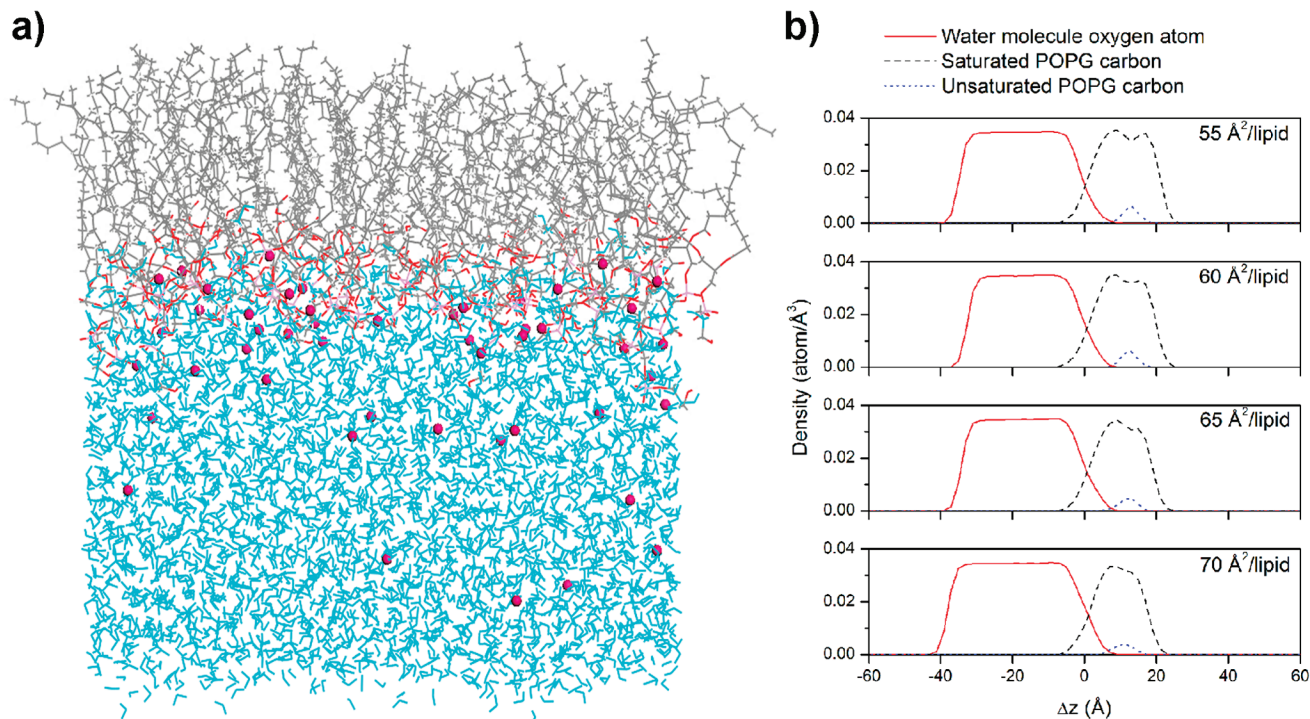 a)
b)
Water molecule oxygen atom
Saturated POPG carbon
Unsaturated POPG carbon
Density (atom/Å³)
0.04
0.02
0.00
55 Å²/lipid
0.04
0.02
0.00
60 Å²/lipid
0.04
0.02
0.00
65 Å²/lipid
0.04
0.02
0.00
70 Å²/lipid
-60 -40 -20 0 20 40 60
Δz (Å)